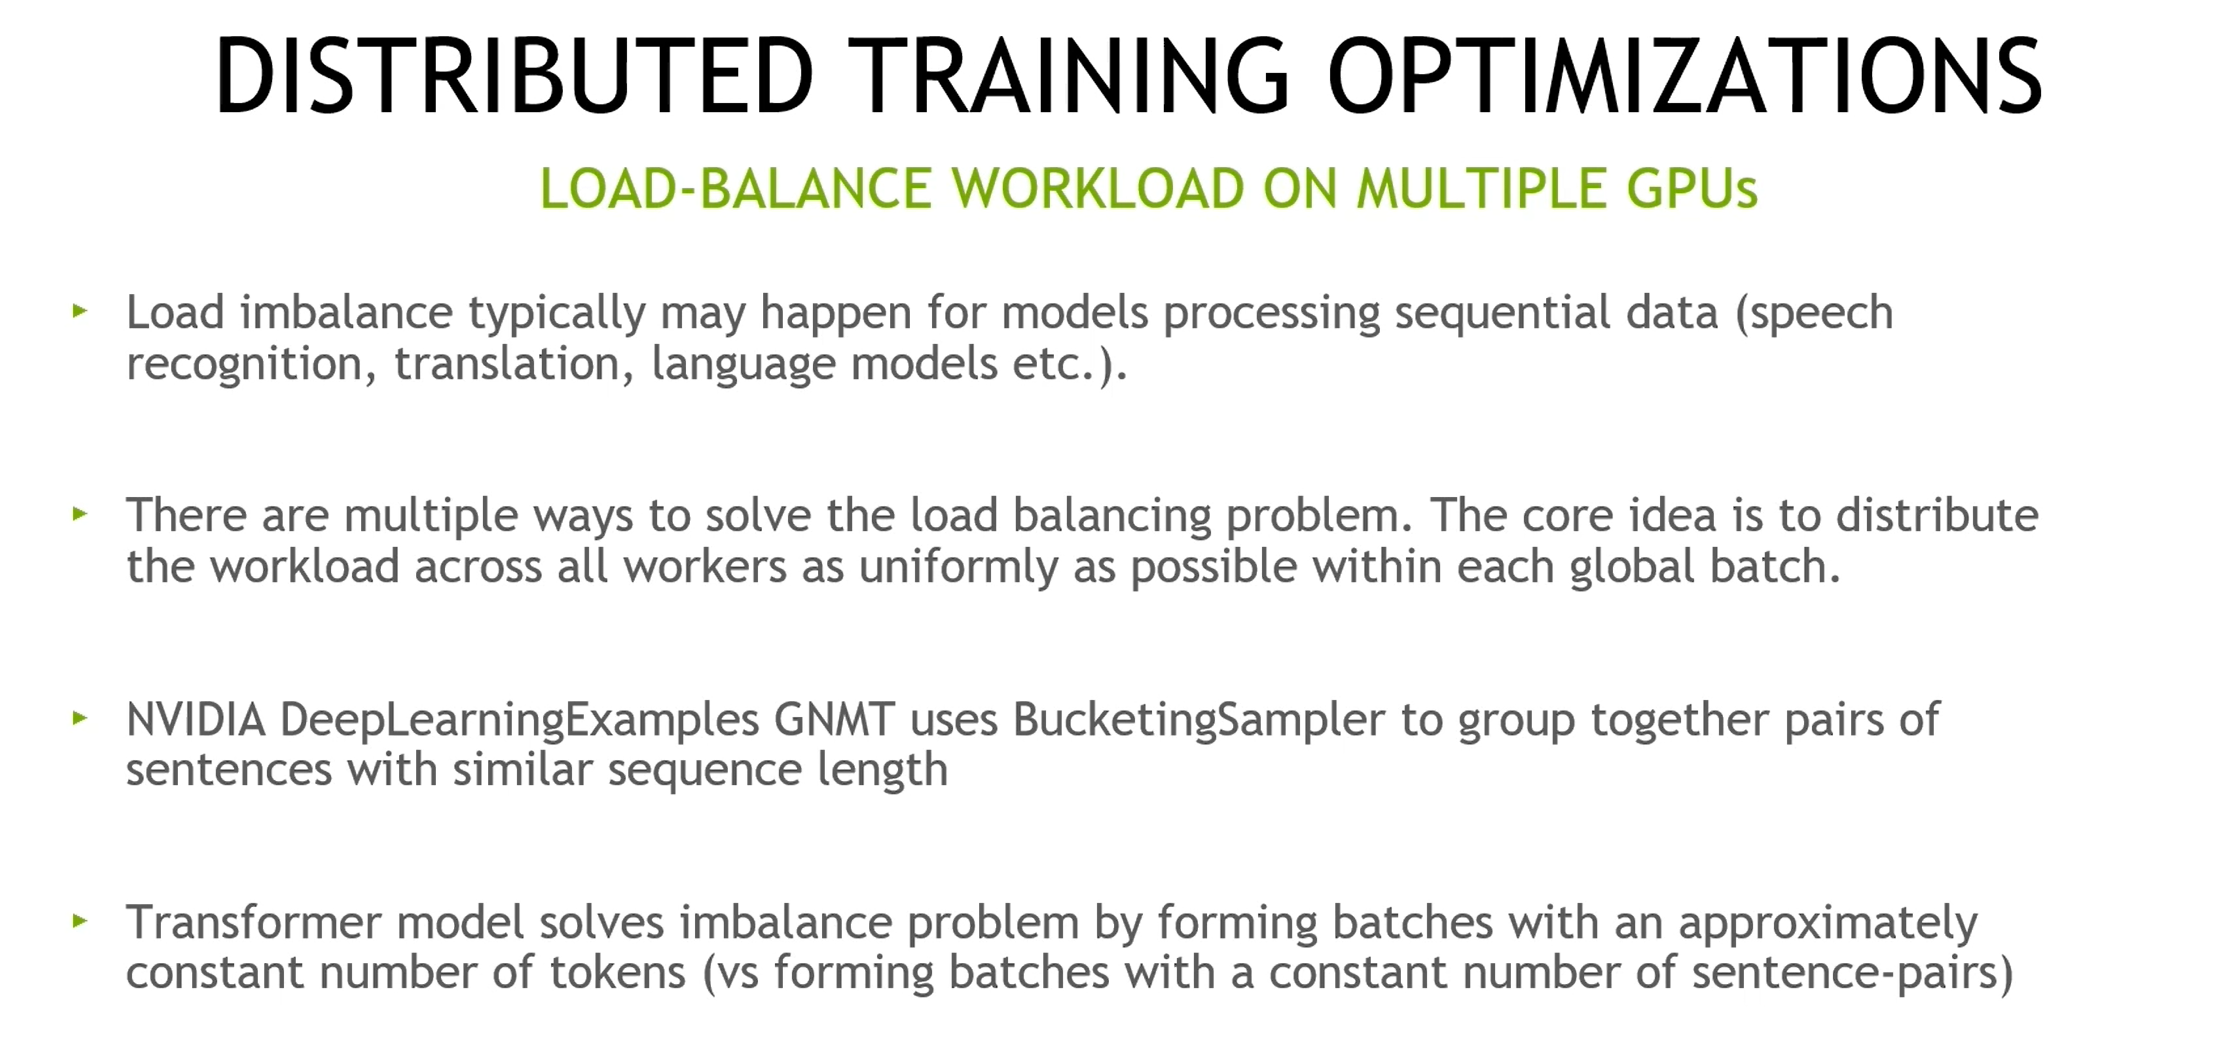 DISTRIBUTED TRAINING OPTIMIZATIONS
LOAD-BALANCE WORKLOAD ON MULTIPLE GPUs
Load imbalance typically may happen for models processing sequential data (speech
recognition, translation, language models etc.).
There are multiple ways to solve the load balancing problem. The core idea is to distribute
the workload across all workers as uniformly as possible within each global batch.
NVIDIA DeepLearningExamples GNMT uses BucketingSampler to group together pairs of
sentences with similar sequence length
Transformer model solves imbalance problem by forming batches with an approximately
constant number of tokens (vs forming batches with a constant number of sentence-pairs)